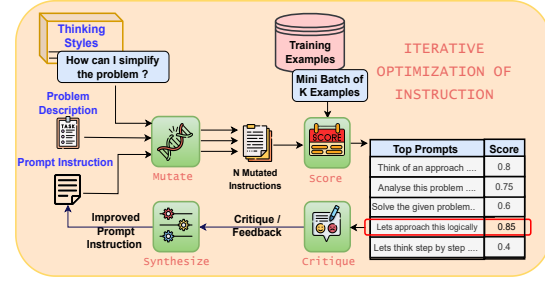 Thinking
Styles
How can I simplify
the problem ?
Training
Examples
Mini Batch of
K Examples
ITERATIVE
OPTIMIZATION OF
INSTRUCTION
Problem
Description
TASK
Prompt Instruction
Mutate
N Mutated
Instructions
SCORE
Score
Top Prompts Score
Think of an approach .... 0.8
Analyse this problem .... 0.75
Solve the given problem.. 0.6
Lets approach this logically 0.85
Lets think step by step .... 0.4
Improved
Prompt
Instruction
Synthesize
Critique /
Feedback
Critique